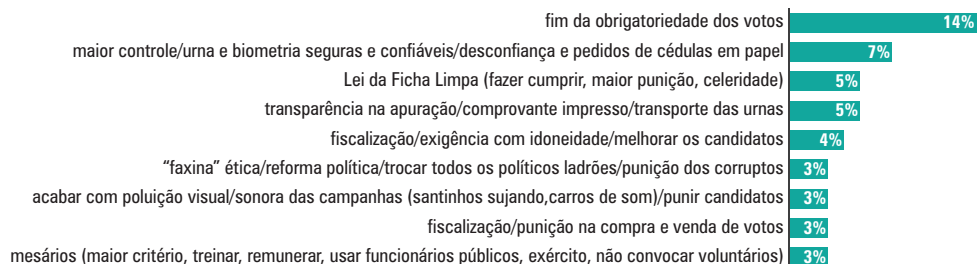 fim da obrigatoriedade dos votos 14%
maior controle/urna e biometria seguras e confiáveis/desconfiança e pedidos de cédulas em papel 7%
Lei da Ficha Limpa (fazer cumprir, maior punição, celeridade) 5%
transparência na apuração/comprovante impresso/transporte das urnas 5%
fiscalização/exigência com idoneidade/melhorar os candidatos 4%
“faxina” ética/reforma política/trocar todos os políticos ladrões/punição dos corruptos 3%
acabar com poluição visual/sonora das campanhas (santinhos sujando,carros de som)/punir candidatos 3%
fiscalização/punição na compra e venda de votos 3%
mesários (maior critério, treinar, remunerar, usar funcionários públicos, exército, não convocar voluntários) 3%